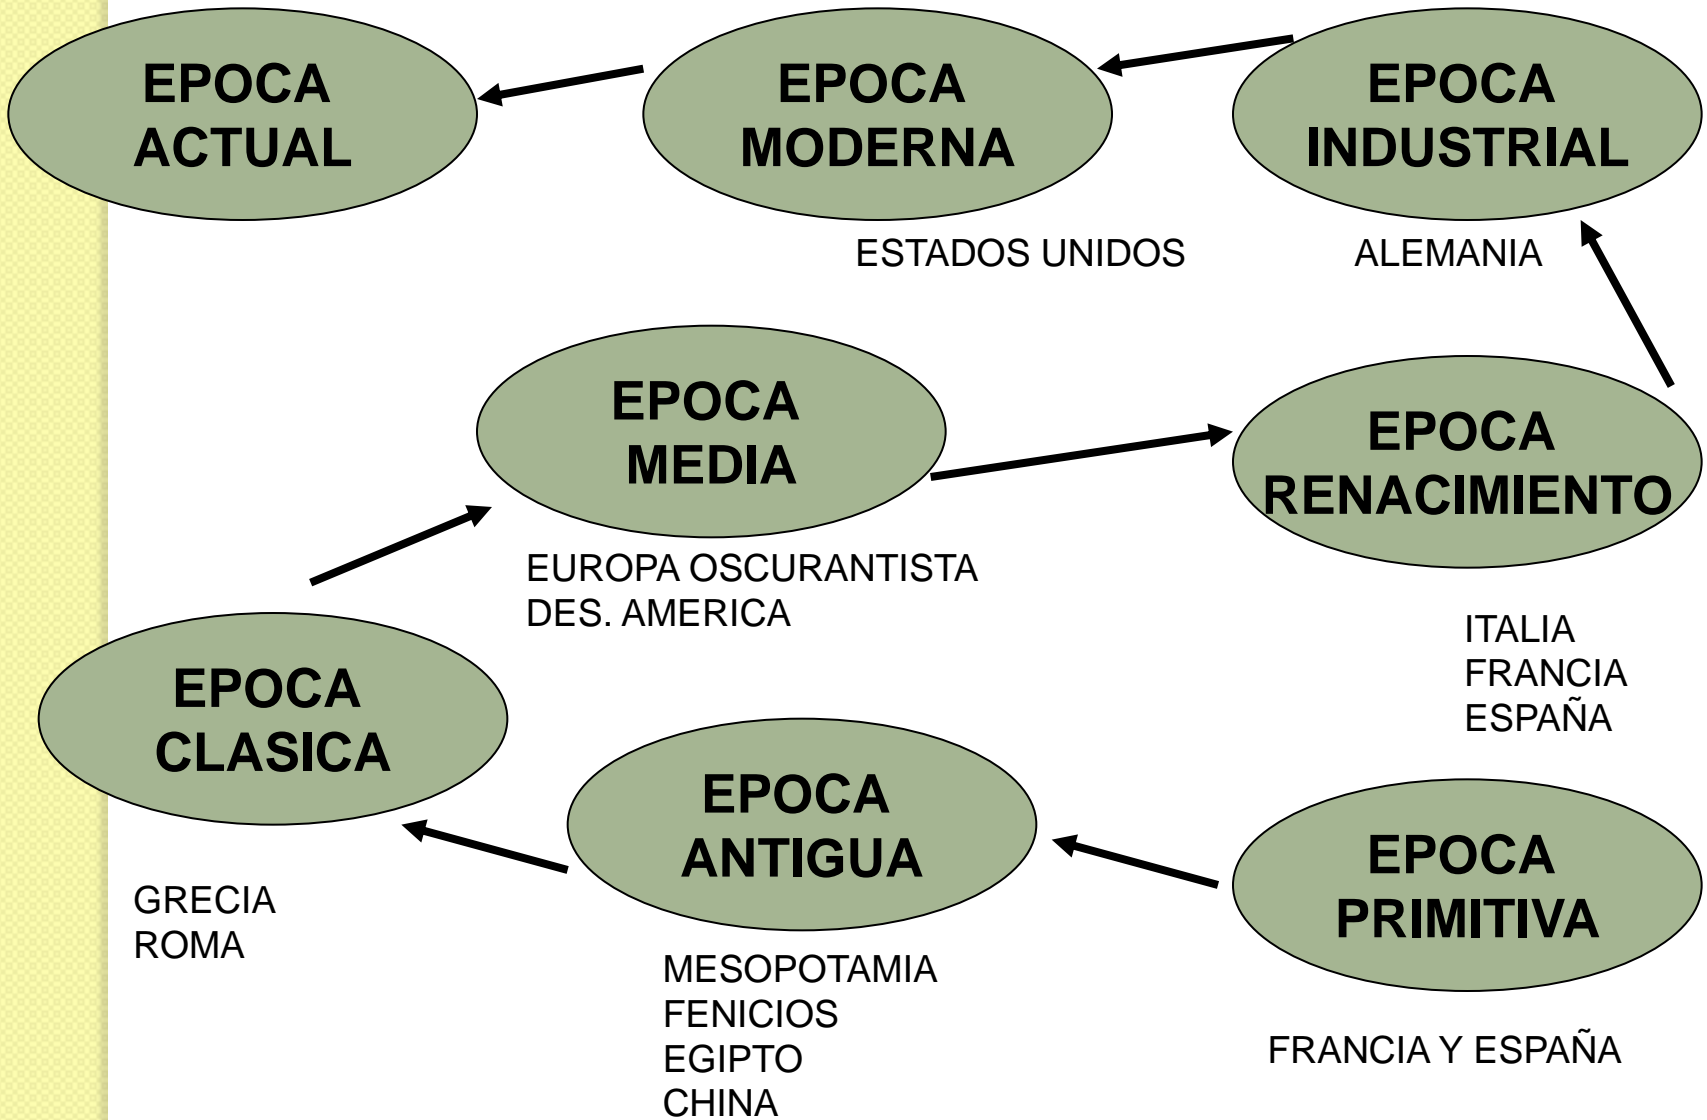 EPOCA
ACTUAL
EPOCA
MODERNA
EPOCA
INDUSTRIAL
ESTADOS UNIDOS
ALEMANIA
EPOCA
MEDIA
EPOCA
RENACIMIENTO
EUROPA OSCURANTISTA
DES. AMERICA
ITALIA
FRANCIA
ESPAÑA
EPOCA
CLASICA
EPOCA
ANTIGUA
EPOCA
PRIMITIVA
GRECIA
ROMA
MESOPOTAMIA
FENICIOS
EGIPTO
CHINA
FRANCIA Y ESPAÑA